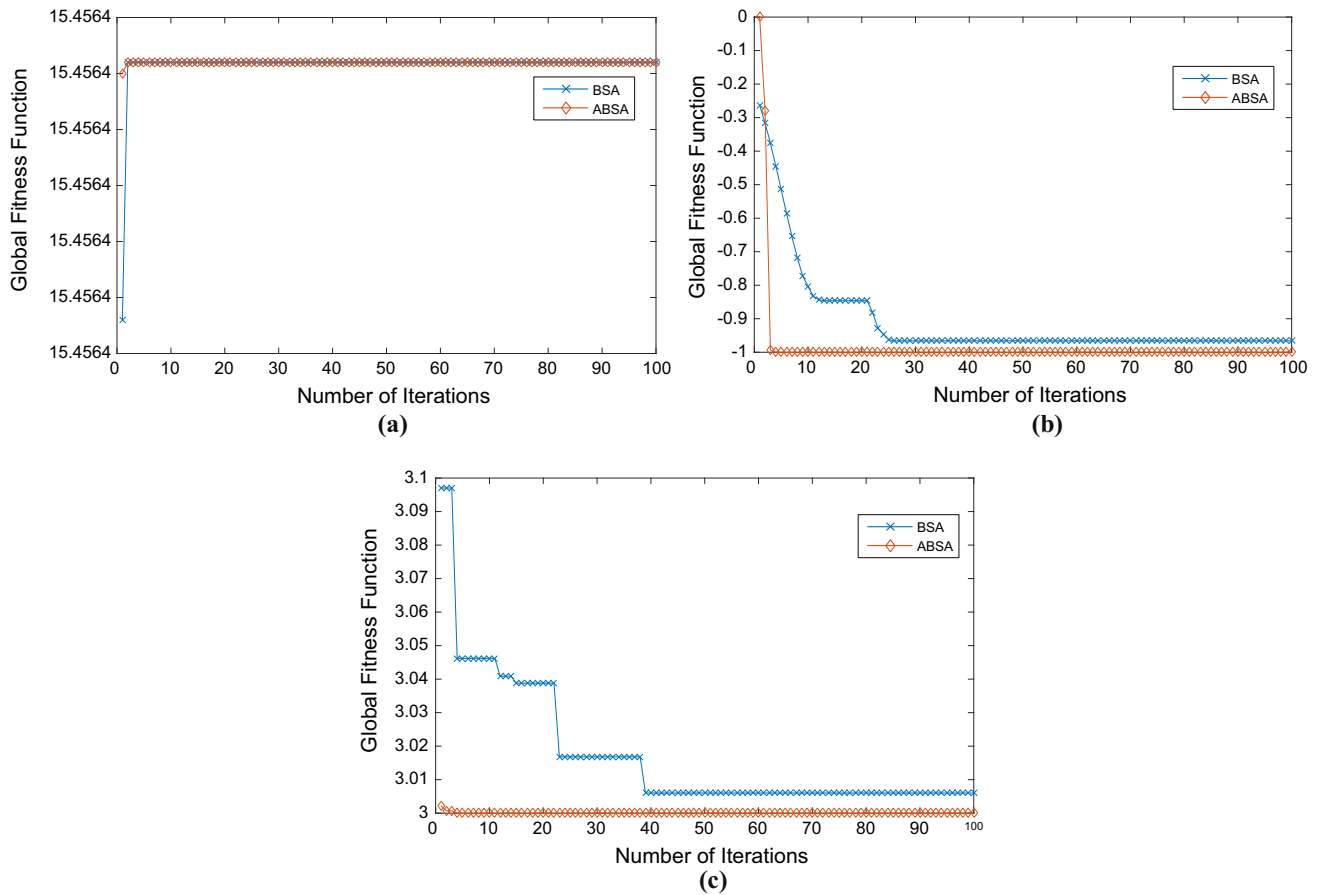 15.4564
15.4564
15.4564
15.4564
15.4564
15.4564
15.4564
Global Fitness Function
BSA
ABSA
0 10 20 30 40 50 60 70 80 90 100
Number of Iterations
(a)
0
-0.1
-0.2
-0.3
-0.4
-0.5
-0.6
-0.7
-0.8
-0.9
-1
Global Fitness Function
BSA
ABSA
0 10 20 30 40 50 60 70 80 90 100
Number of Iterations
(b)
3.1
3.09
3.08
3.07
3.06
3.05
3.04
3.03
3.02
3.01
3
Global Fitness Function
BSA
ABSA
0 10 20 30 40 50 60 70 80 90 100
Number of Iterations
(c)